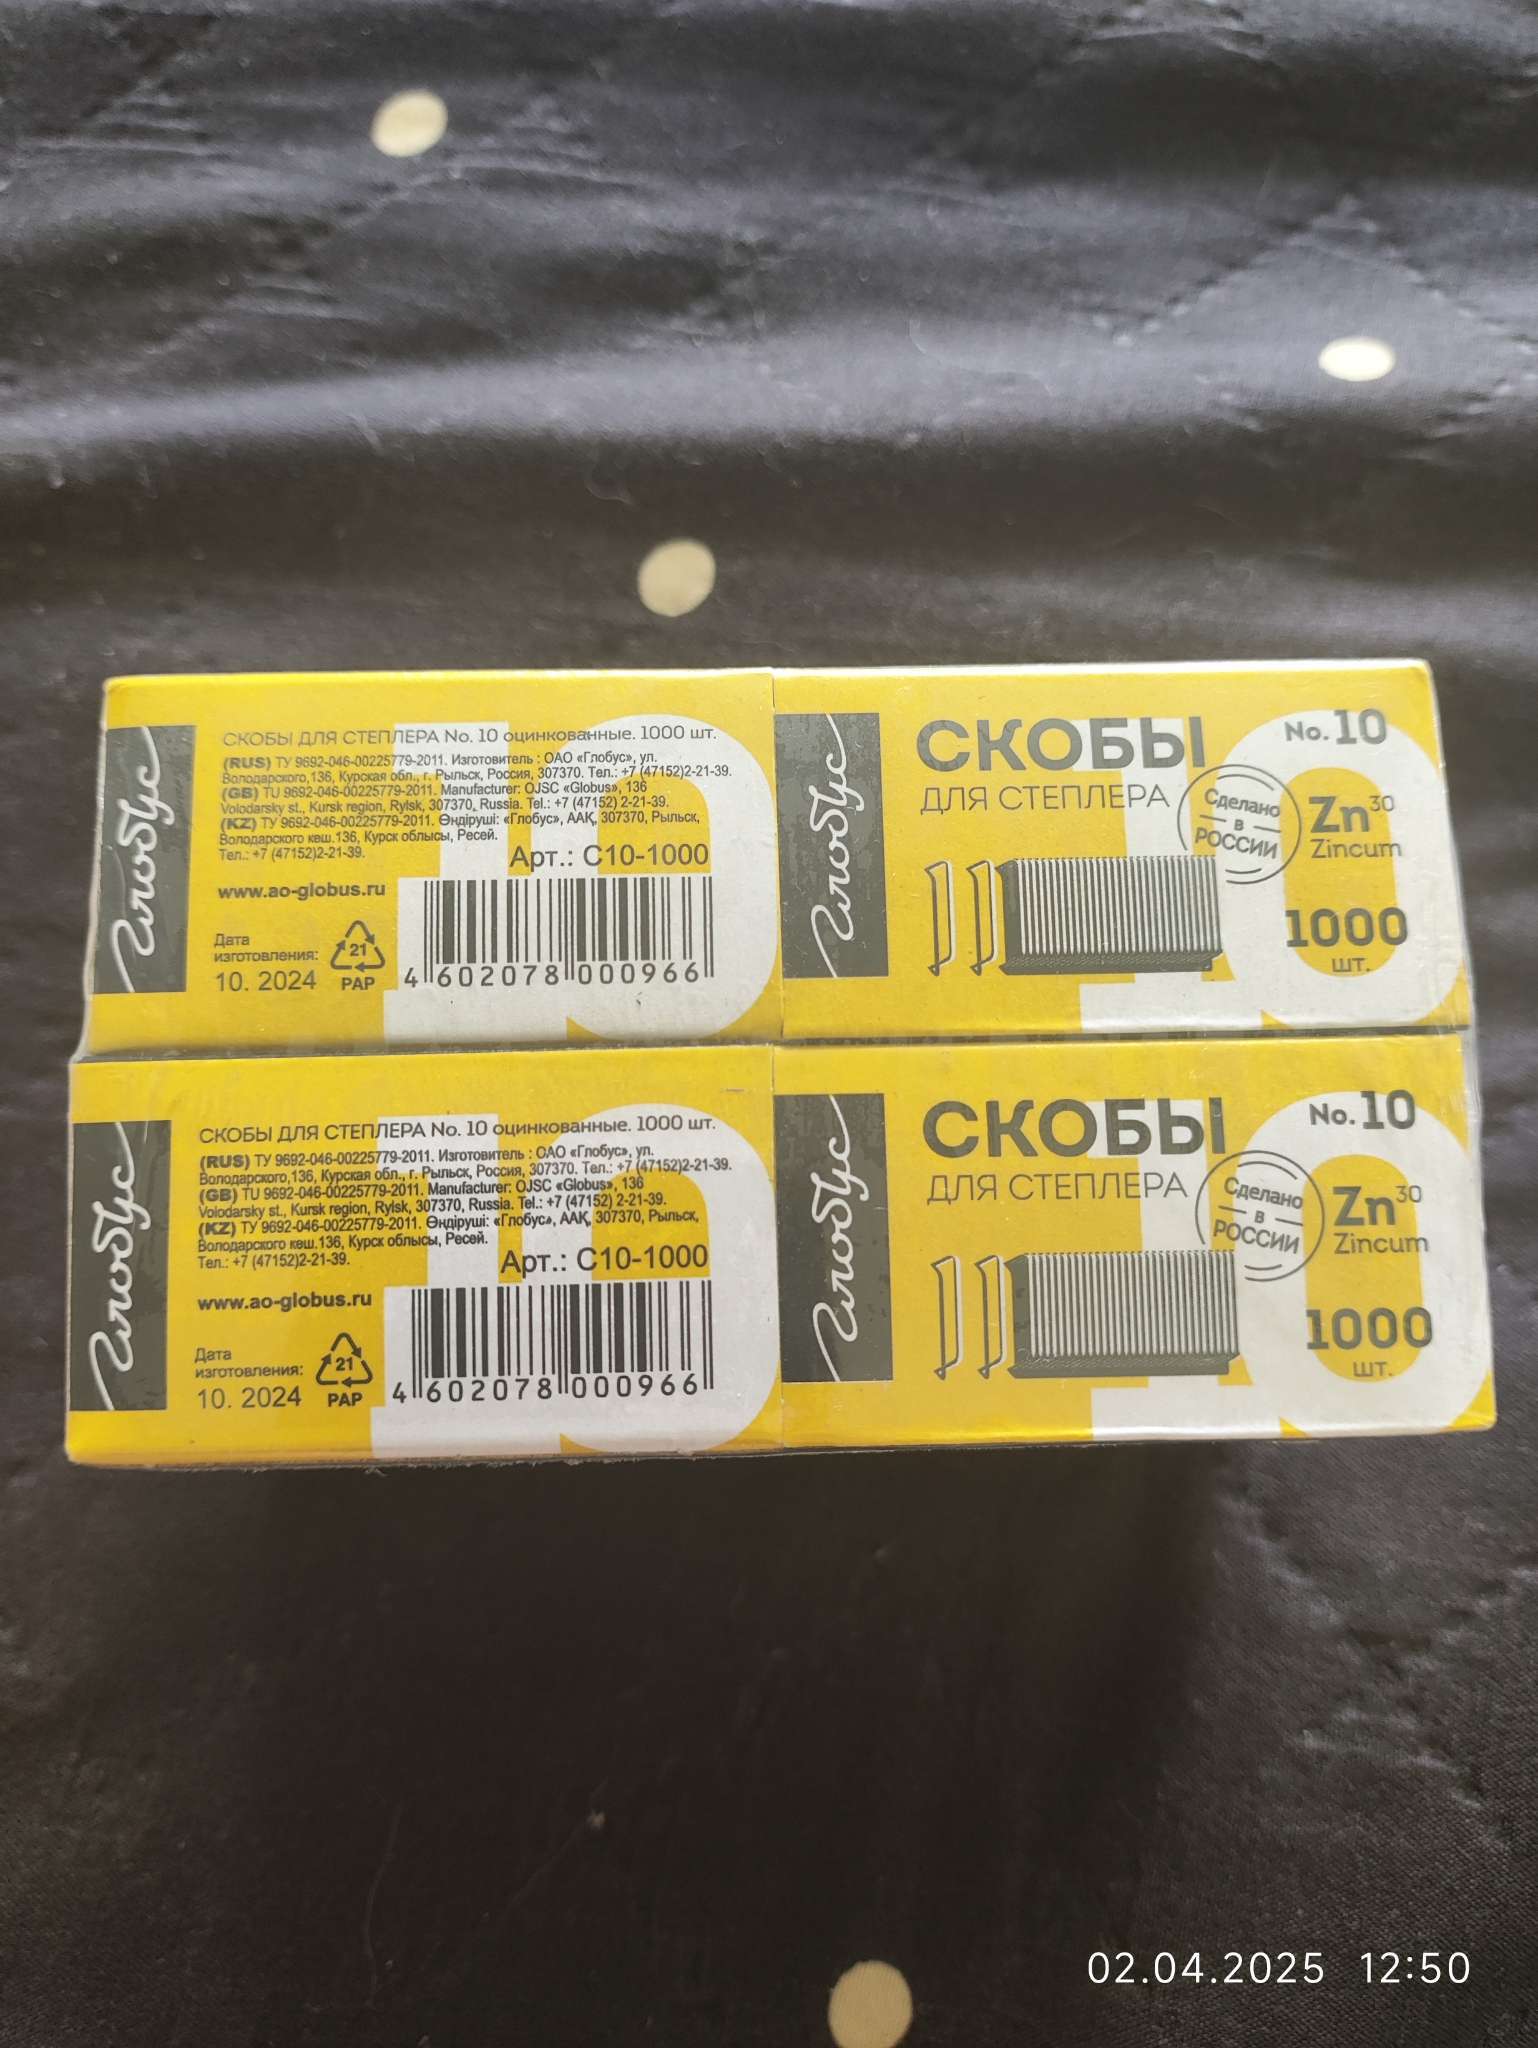 Глобус
СКОБЫ ДЛЯ СТЕПЛЕРА No. 10 оцинкованные. 1000 шт.
(RUS) ТУ 9692-046-00225779-2011. Изготовитель : ОАО «Глобус», ул.
Володарского,136, Курская обл., г. Рыльск, Россия, 307370. Тел.: +7 (47152)2-21-39.
(GB) TU 9692-046-00225779-2011. Manufacturer: OJSC «Globus», 136
Volodarsky st., Kursk region, Rylsk, 307370, Russia. Tel.: +7 (47152) 2-21-39.
(KZ) ТУ 9692-046-00225779-2011. Өндіруші: «Глобус», ААҚ, 307370, Рыльск,
Володарского көш.136, Курск облысы, Ресей.
Тел.: +7 (47152)2-21-39.
Арт.: С10-1000
www.ao-globus.ru
Дата
изготовления:
10. 2024
21
PAP
4 602078 000966
Глобус
СКОБЫ
ДЛЯ СТЕПЛЕРА
No. 10
Сделано
в
РОССИИ
Zn30
Zincum
1000
шт.
Глобус
СКОБЫ ДЛЯ СТЕПЛЕРА No. 10 оцинкованные. 1000 шт.
(RUS) ТУ 9692-046-00225779-2011. Изготовитель : ОАО «Глобус», ул.
Володарского,136, Курская обл., г. Рыльск, Россия, 307370. Тел.: +7 (47152)2-21-39.
(GB) TU 9692-046-00225779-2011. Manufacturer: OJSC «Globus», 136
Volodarsky st., Kursk region, Rylsk, 307370, Russia. Tel.: +7 (47152) 2-21-39.
(KZ) ТУ 9692-046-00225779-2011. Өндіруші: «Глобус», ААҚ, 307370, Рыльск,
Володарского көш.136, Курск облысы, Ресей.
Тел.: +7 (47152)2-21-39.
Арт.: С10-1000
www.ao-globus.ru
Дата
изготовления:
10. 2024
21
PAP
4 602078 000966
Глобус
СКОБЫ
ДЛЯ СТЕПЛЕРА
No. 10
Сделано
в
РОССИИ
Zn30
Zincum
1000
шт.
02.04.2025 12:50